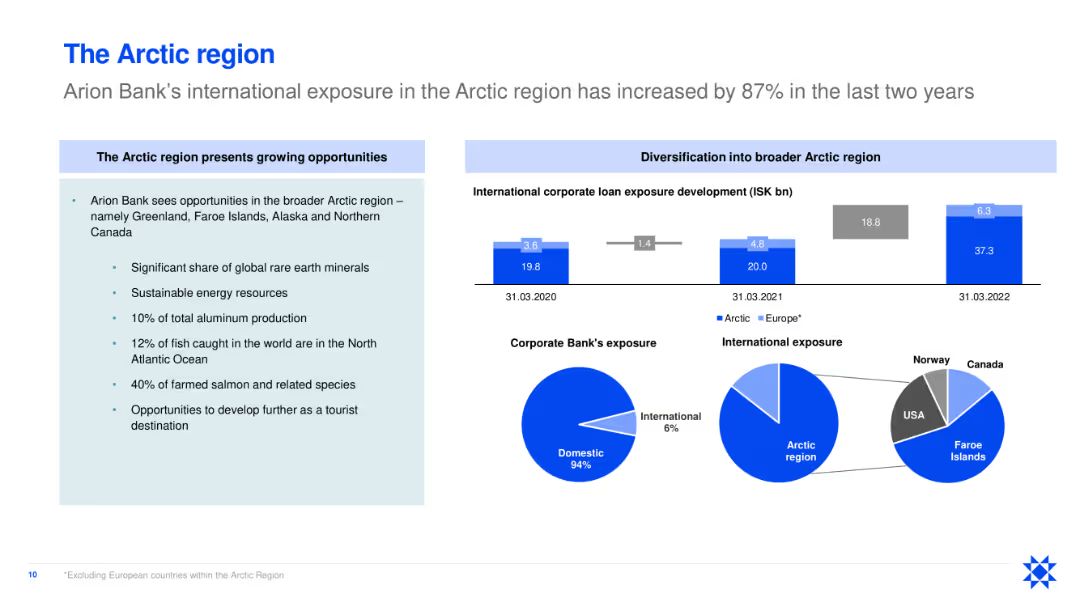 The Arctic region
Arion Bank's international exposure in the Arctic region has increased by 87% in the last two years
The Arctic region presents growing opportunities
• Arion Bank sees opportunities in the broader Arctic region –
namely Greenland, Faroe Islands, Alaska and Northern
Canada
• Significant share of global rare earth minerals
• Sustainable energy resources
• 10% of total aluminum production
• 12% of fish caught in the world are in the North
Atlantic Ocean
• 40% of farmed salmon and related species
• Opportunities to develop further as a tourist
destination
Diversification into broader Arctic region
International corporate loan exposure development (ISK bn)
3.6
19.8
1.4
4.8
20.0
18.8
6.3
37.3
31.03.2020
31.03.2021
31.03.2022
Arctic
Europe*
Corporate Bank's exposure
International
6%
Domestic
94%
International exposure
Arctic
region
Norway
Canada
USA
Faroe
Islands
10
*Excluding European countries within the Arctic Region